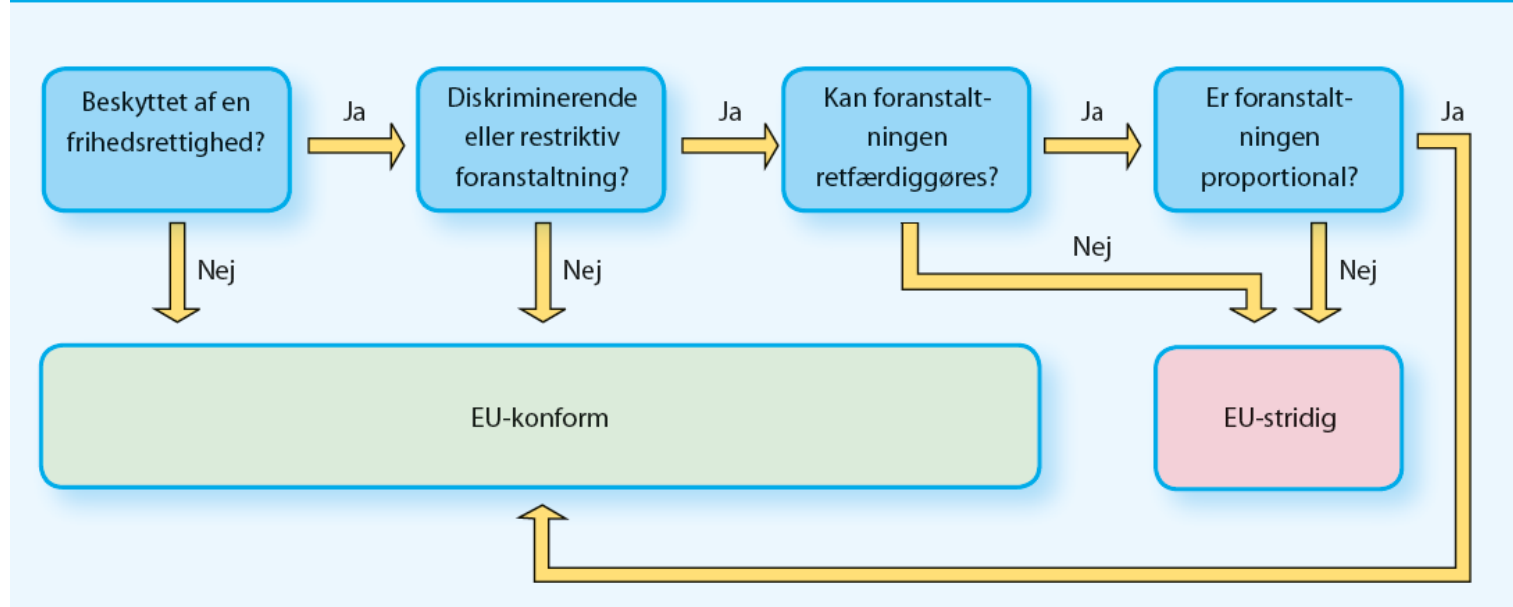 Beskyttet af en
frihedsrettighed?
Ja
Diskriminerende
eller restriktiv
foranstaltning?
Ja
Kan foranstalt-
ningen
retfærdiggøres?
Ja
Er foranstalt-
ningen
proportional?
Ja
Nej
Nej
Nej
Nej
EU-konform
EU-stridig